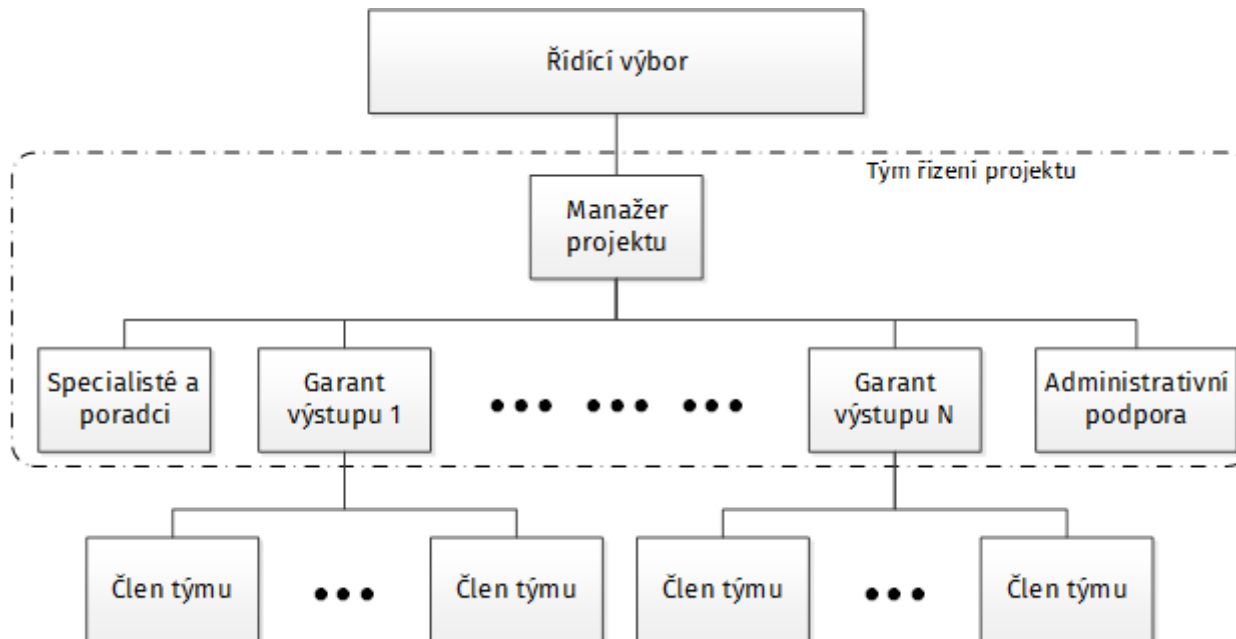 Řídící výbor
Tým řízení projektu
Manažer
projektu
Specialisté a
poradci
Garant
výstupu 1
Garant
výstupu N
Administrativní
podpora
Člen týmu
Člen týmu
Člen týmu
Člen týmu